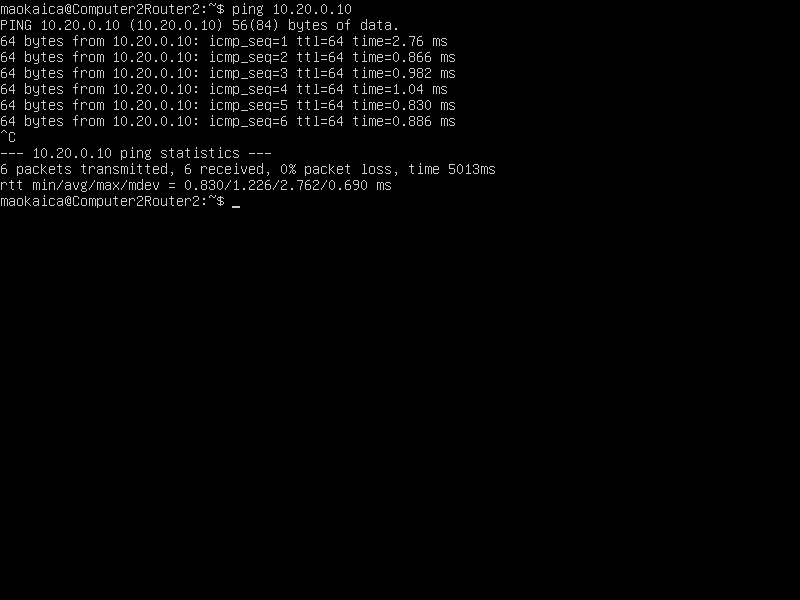 maokaica@Computer2Router2:~$ ping 10.20.0.10
PING 10.20.0.10 (10.20.0.10) 56(84) bytes of data.
64 bytes from 10.20.0.10: icmp_seq=1 ttl=64 time=2.76 ms
64 bytes from 10.20.0.10: icmp_seq=2 ttl=64 time=0.866 ms
64 bytes from 10.20.0.10: icmp_seq=3 ttl=64 time=0.982 ms
64 bytes from 10.20.0.10: icmp_seq=4 ttl=64 time=1.04 ms
64 bytes from 10.20.0.10: icmp_seq=5 ttl=64 time=0.830 ms
64 bytes from 10.20.0.10: icmp_seq=6 ttl=64 time=0.886 ms
^C
--- 10.20.0.10 ping statistics ---
6 packets transmitted, 6 received, 0% packet loss, time 5013ms
rtt min/avg/max/mdev = 0.830/1.226/2.762/0.690 ms
maokaica@Computer2Router2:~$ _